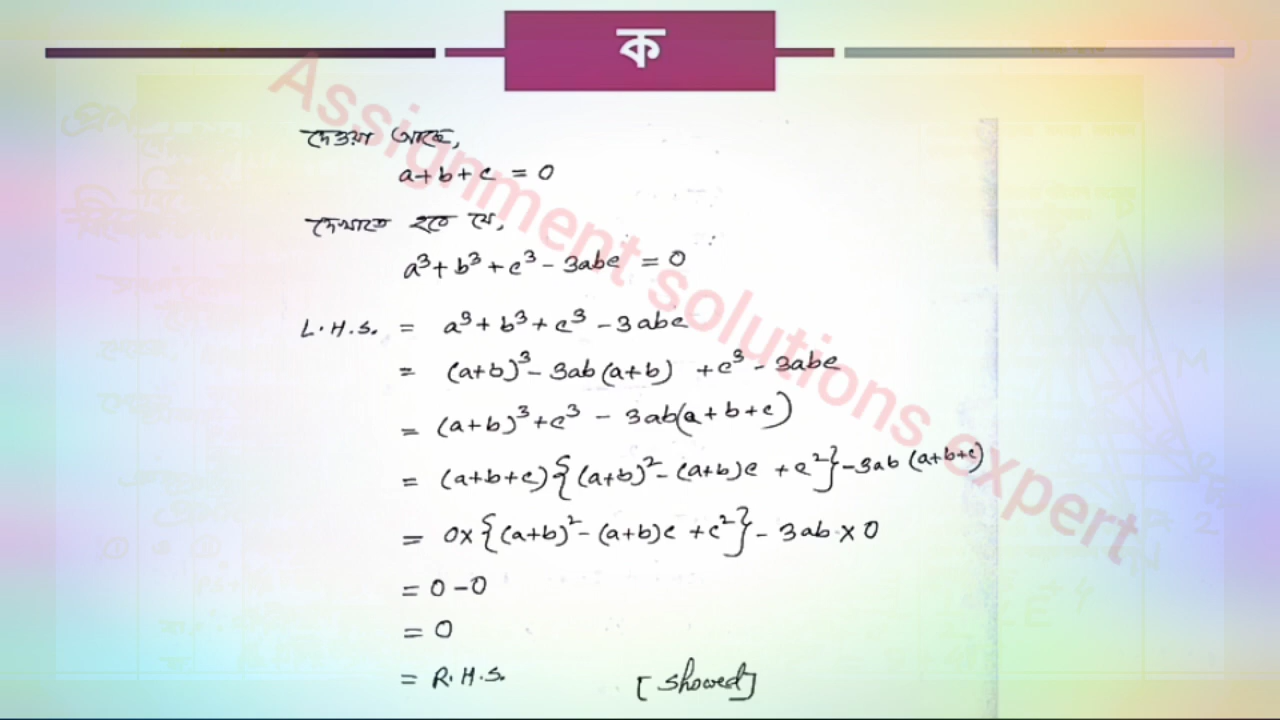 ক
দেওয়া আছে,
a+b+c = 0
দেখাতে হবে যে,
a³+b³+c³-3abc = 0
L.H.S. = a³+b³+c³-3abc
= (a+b)³-3ab(a+b) +c³-3abc
= (a+b)³+c³-3ab(a+b+c)
= (a+b+c){(a+b)²-(a+b)c +c²}-3ab(a+b+c)
= 0×{(a+b)²-(a+b)c+c²}-3ab×0
= 0-0
= 0
= R.H.S. [Showed]
Assignment solutions expert